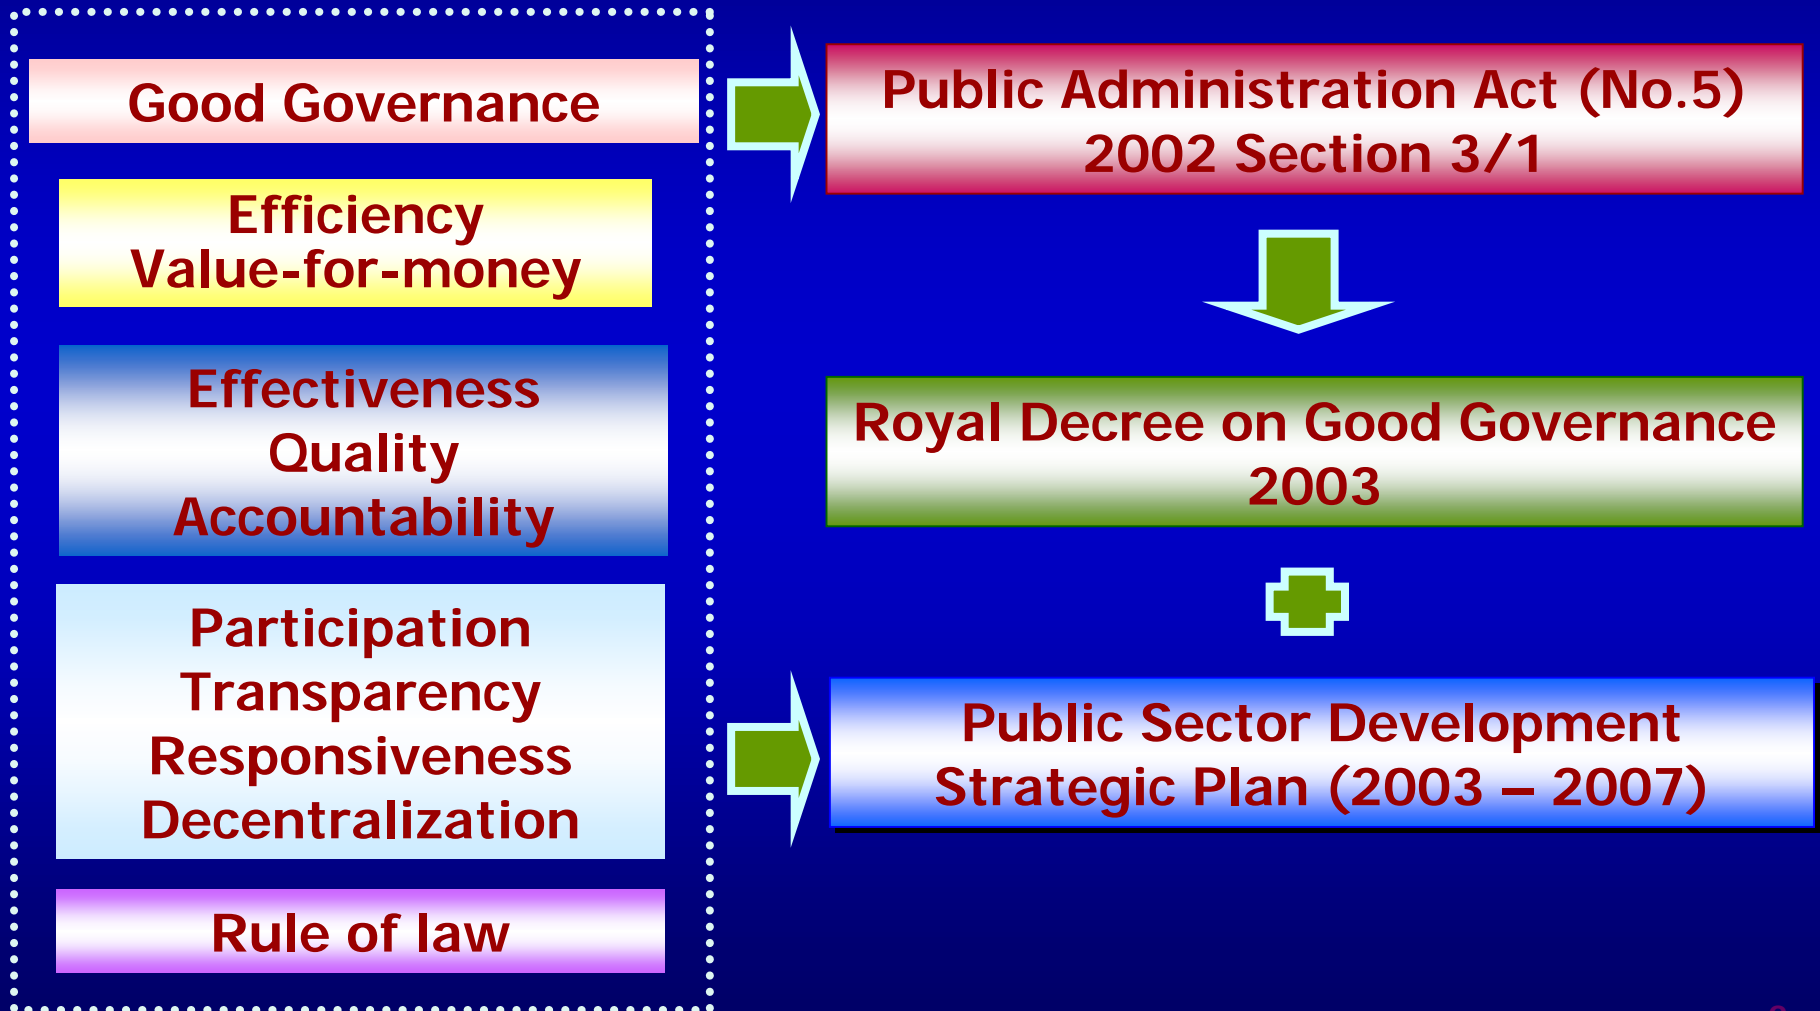 Good Governance
Efficiency
Value-for-money
Effectiveness
Quality
Accountability
Participation
Transparency
Responsiveness
Decentralization
Rule of law
Public Administration Act (No.5)
2002 Section 3/1
Royal Decree on Good Governance
2003
Public Sector Development
Strategic Plan (2003 – 2007)